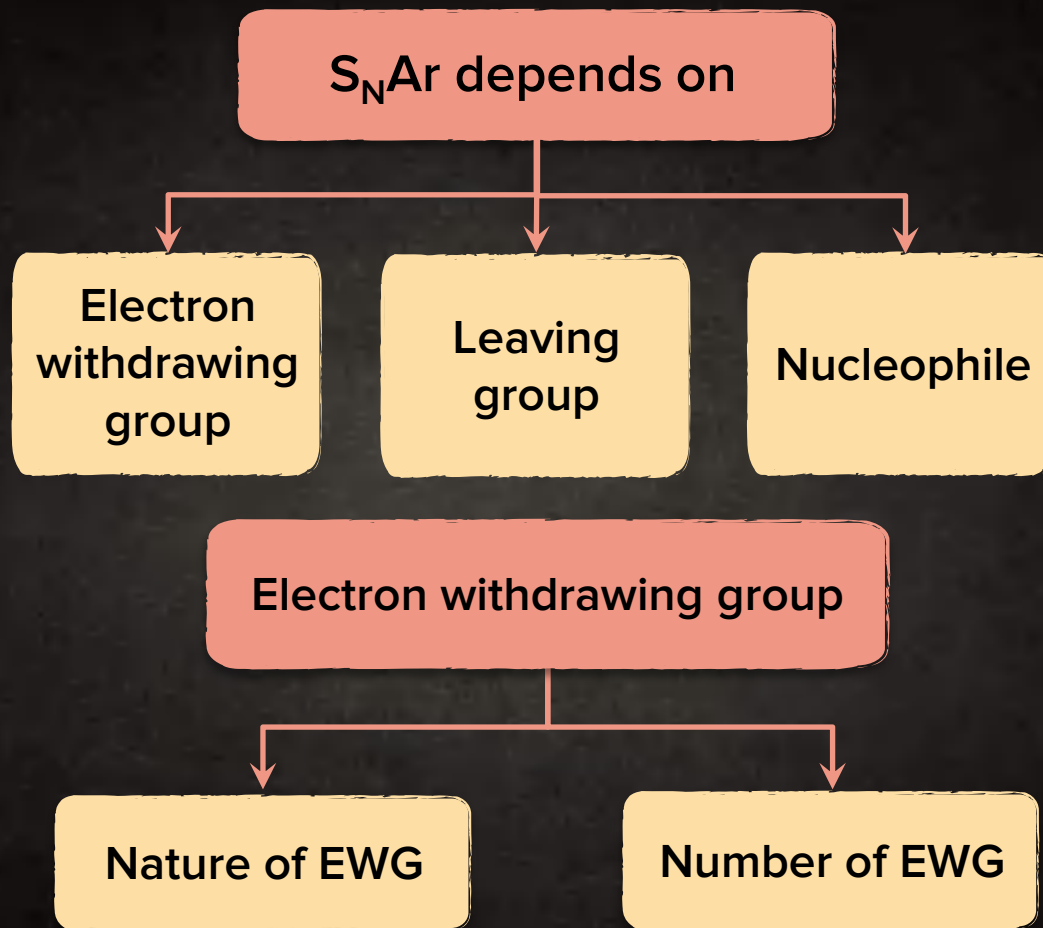 SNAr depends on
Electron
withdrawing
group
Leaving
group
Nucleophile
Electron withdrawing group
Nature of EWG
Number of EWG